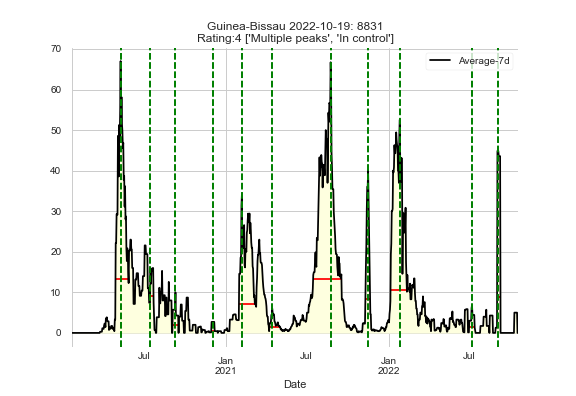 Guinea-Bissau 2022-10-19: 8831
Rating:4 ['Multiple peaks', 'In control']
Average-7d
70
60
50
40
30
20
10
0
Jul
Jan
2021
Jul
Jan
2022
Jul
Date